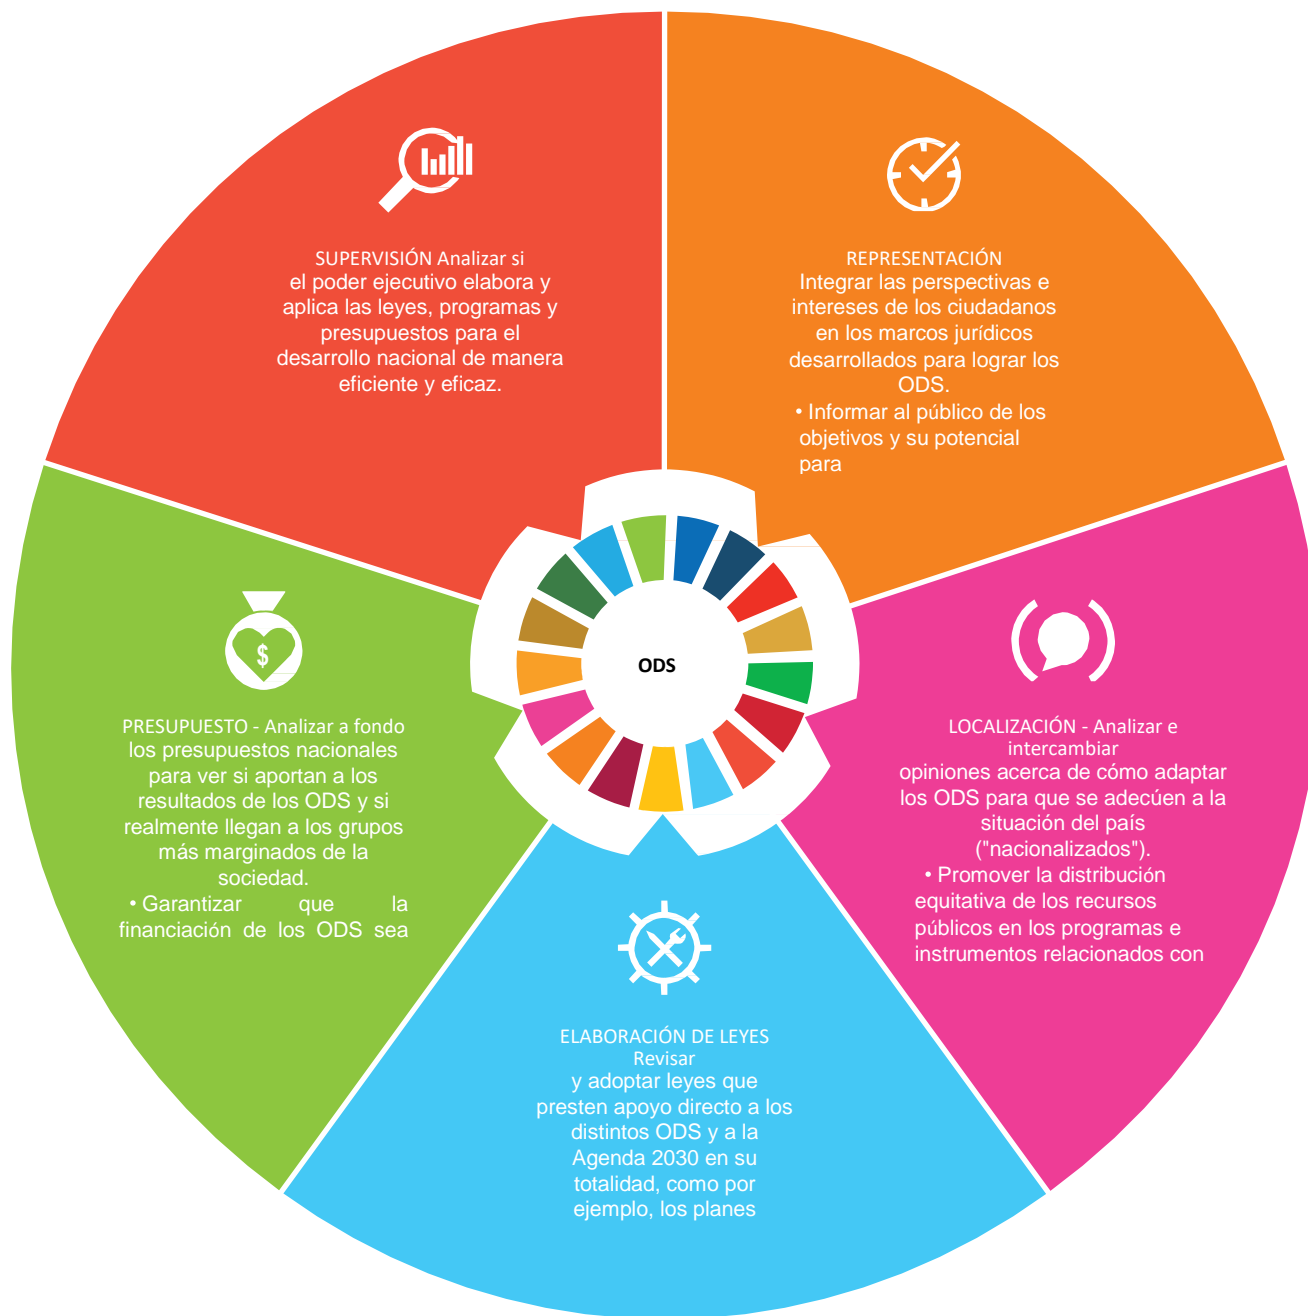 SUPERVISIÓN Analizar si
el poder ejecutivo elabora y
aplica las leyes, programas y
presupuestos para el
desarrollo nacional de manera
eficiente y eficaz.
REPRESENTACIÓN
Integrar las perspectivas e
intereses de los ciudadanos
en los marcos jurídicos
desarrollados para lograr los
ODS.
• Informar al público de los
objetivos y su potencial
para
ODS
$
PRESUPUESTO - Analizar a fondo
los presupuestos nacionales
para ver si aportan a los
resultados de los ODS y si
realmente llegan a los grupos
más marginados de la
sociedad.
• Garantizar que la
financiación de los ODS sea
LOCALIZACIÓN - Analizar e
intercambiar
opiniones acerca de cómo adaptar
los ODS para que se adecúen a la
situación del país
("nacionalizados").
• Promover la distribución
equitativa de los recursos
públicos en los programas e
instrumentos relacionados con
ELABORACIÓN DE LEYES
Revisar
y adoptar leyes que
presten apoyo directo a los
distintos ODS y a la
Agenda 2030 en su
totalidad, como por
ejemplo, los planes